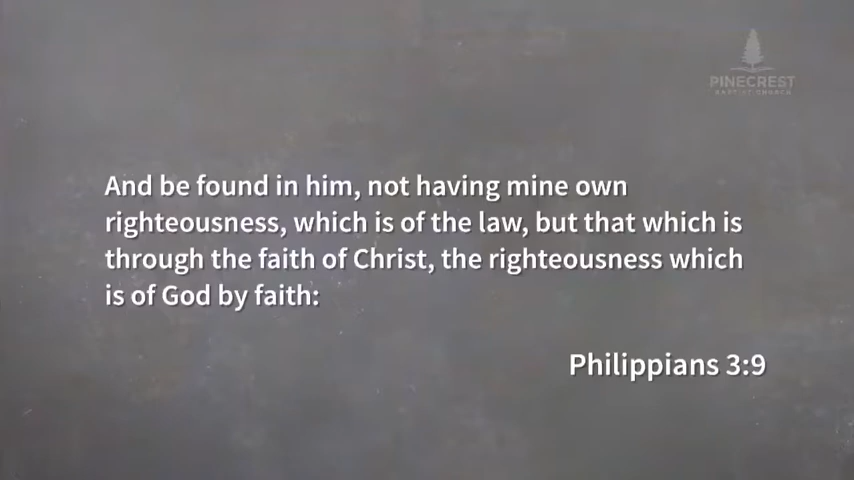 PINECREST
BAPTIST CHURCH
And be found in him, not having mine own
righteousness, which is of the law, but that which is
through the faith of Christ, the righteousness which
is of God by faith:
Philippians 3:9